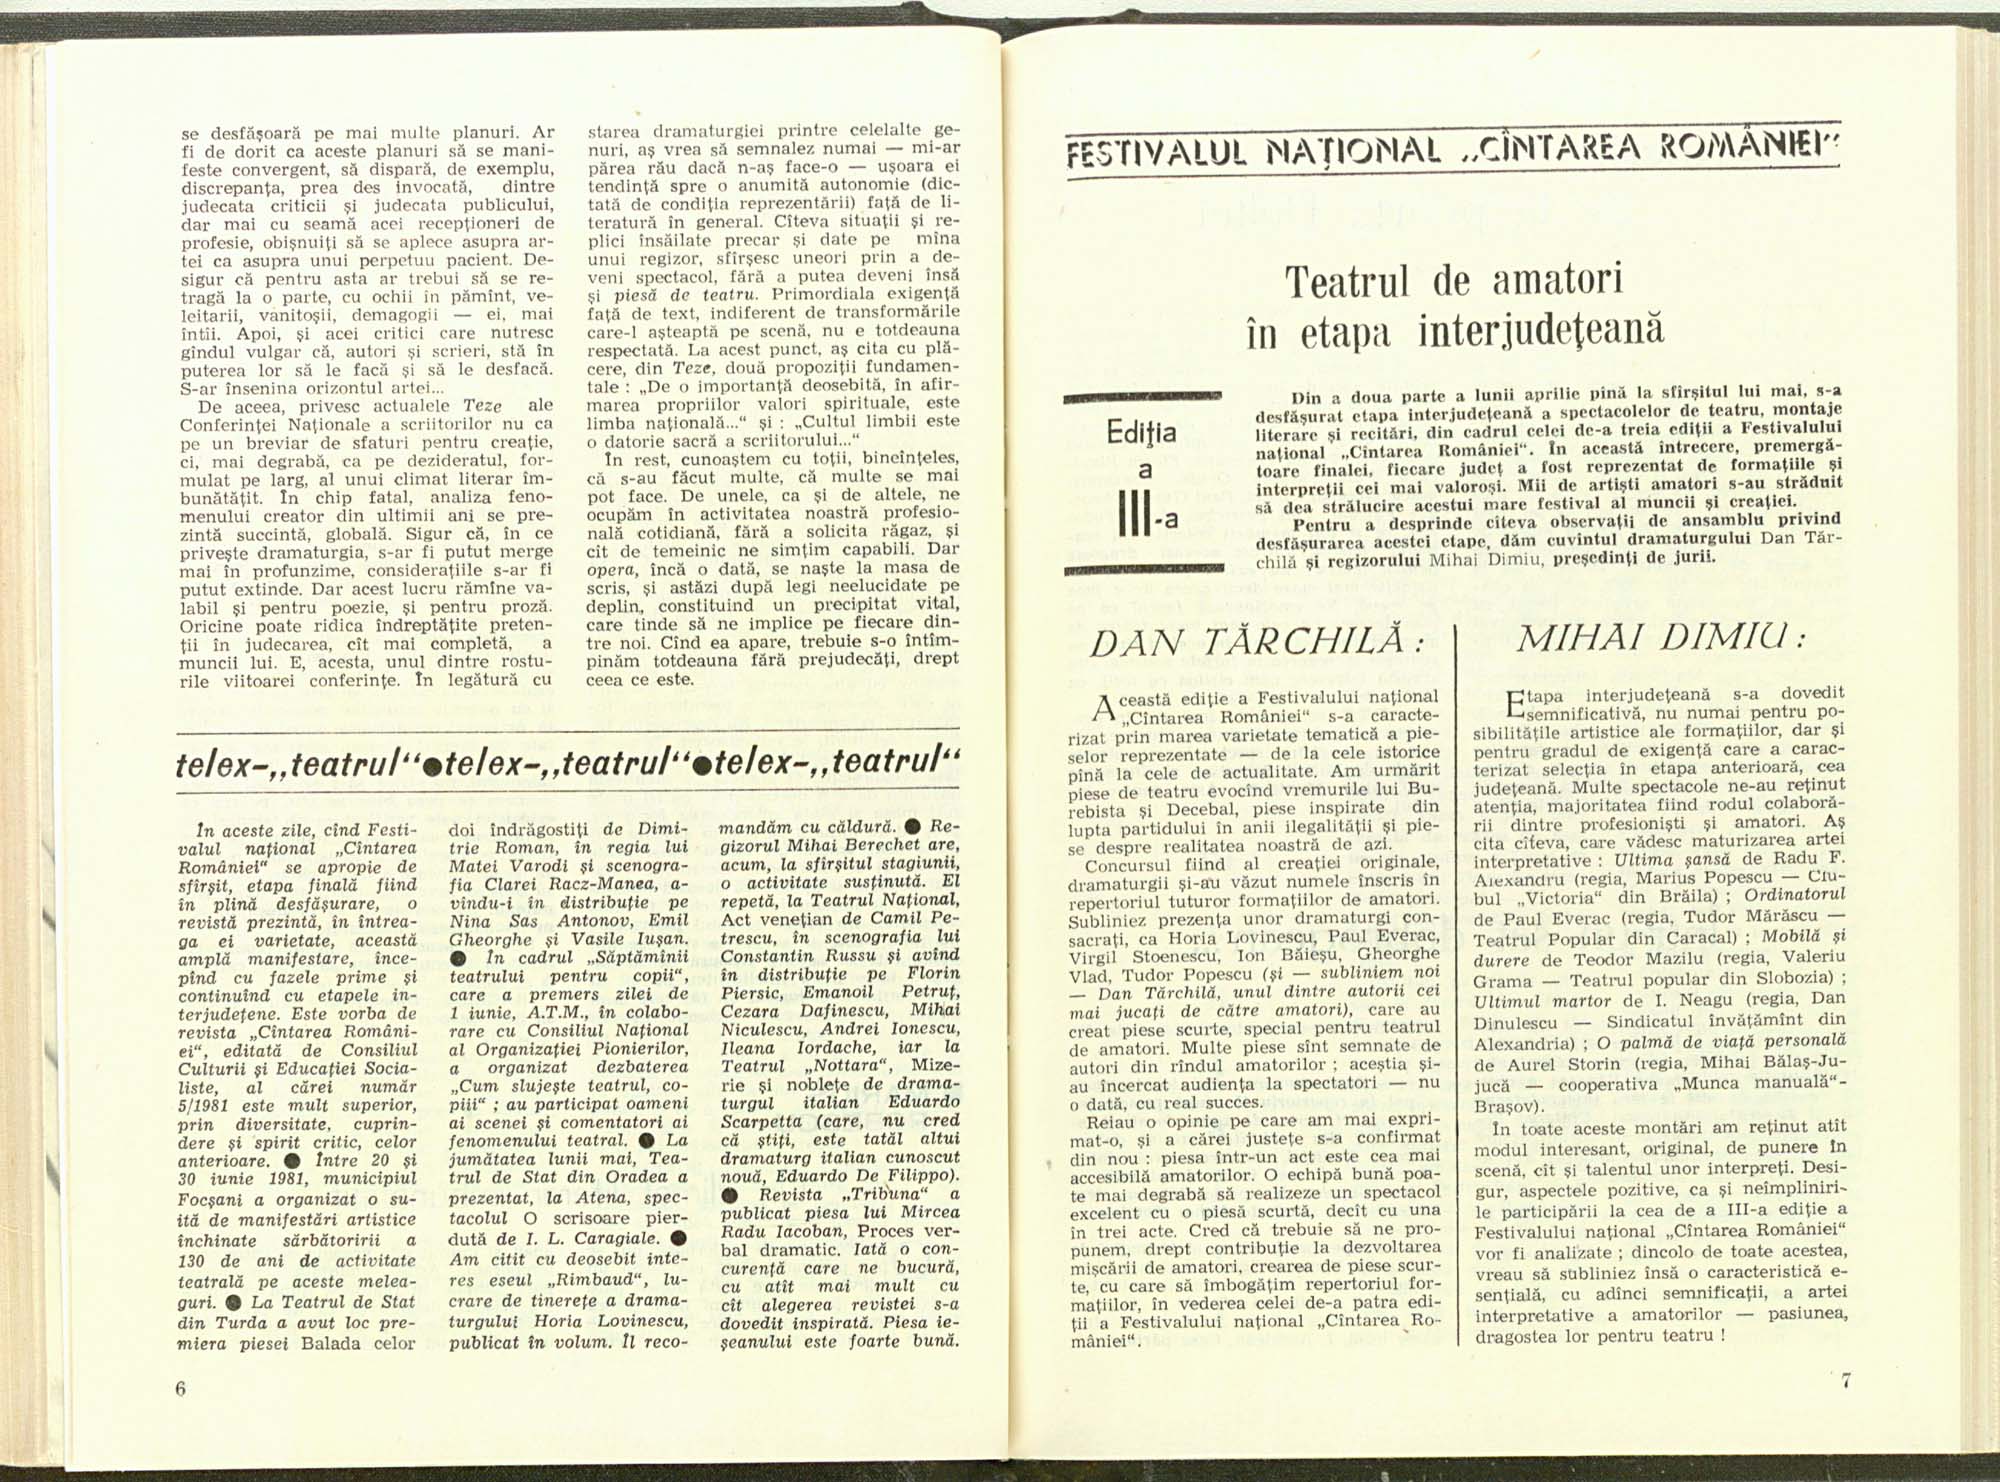 se desfășoară pe mai multe planuri. Ar
fi de dorit ca aceste planuri să se mani-
feste convergent, să dispară, de exemplu,
discrepanța, prea des invocată, dintre
judecata criticii și judecata publicului,
dar mai cu seamă acei recepționeri de
profesie, obișnuiți să se aplece asupra ar-
tei ca asupra unui perpetuu pacient. De-
sigur că pentru asta ar trebui să se re-
tragă la o parte, cu ochii în pămînt, ve-
leitarii, vanitoșii, demagogii — ei, mai
întîi. Apoi, și acei critici care nutresc
gîndul vulgar că, autori și scrieri, stă în
puterea lor să le facă și să le desfacă.
S-ar însenina orizontul artei...
De aceea, privesc actualele Teze ale
Conferinței Naționale a scriitorilor nu ca
pe un breviar de sfaturi pentru creație,
ci, mai degrabă, ca pe dezideratul, for-
mulat pe larg, al unui climat literar îm-
bunătățit. În chip fatal, analiza feno-
menului creator din ultimii ani se pre-
zintă succintă, globală. Sigur că, în ce
privește dramaturgia, s-ar fi putut merge
mai în profunzime, considerațiile s-ar fi
putut extinde. Dar acest lucru rămîne va-
labil și pentru poezie, și pentru proză.
Oricine poate ridica îndreptățite preten-
ții în judecarea, cît mai completă, a
muncii lui. E, acesta, unul dintre rostu-
rile viitoarei conferințe. În legătură cu
starea dramaturgiei printre celelalte ge-
nuri, aș vrea să semnalez numai — mi-ar
părea rău dacă n-aș face-o — ușoara ei
tendință spre o anumită autonomie (dic-
tată de condiția reprezentării) față de li-
teratură în general. Cîteva situații și re-
plici însăilate precar și date pe mîna
unui regizor, sfîrșesc uneori prin a de-
veni spectacol, fără a putea deveni însă
și piesă de teatru. Primordiala exigență
față de text, indiferent de transformările
care-l așteaptă pe scenă, nu e totdeauna
respectată. La acest punct, aș cita cu plă-
cere, din Teze, două propoziții fundamen-
tale : „De o importanță deosebită, în afir-
marea propriilor valori spirituale, este
limba națională...“ și : „Cultul limbii este
o datorie sacră a scriitorului...“
În rest, cunoaștem cu toții, bineînțeles,
că s-au făcut multe, că multe se mai
pot face. De unele, ca și de altele, ne
ocupăm în activitatea noastră profesio-
nală cotidiană, fără a solicita răgaz, și
cît de temeinic ne simțim capabili. Dar
opera, încă o dată, se naște la masa de
scris, și astăzi după legi neelucidate pe
deplin, constituind un precipitat vital,
care tinde să ne implice pe fiecare din-
tre noi. Cînd ea apare, trebuie s-o întîm-
pinăm totdeauna fără prejudecăți, drept
ceea ce este.
telex-„teatrul“●telex-„teatrul“●telex-„teatrul“
În aceste zile, cînd Festi-
valul național „Cîntarea
României“ se apropie de
sfîrșit, etapa finală fiind
în plină desfășurare, o
revistă prezintă, în întrea-
ga ei varietate, această
amplă manifestare, înce-
pînd cu fazele prime și
continuînd cu etapele in-
terjudețene. Este vorba de
revista „Cîntarea Români-
ei“, editată de Consiliul
Culturii și Educației Socia-
liste, al cărei număr
5/1981 este mult superior,
prin diversitate, cuprin-
dere și spirit critic, celor
anterioare. ● Între 20 și
30 iunie 1981, municipiul
Focșani a organizat o su-
ită de manifestări artistice
închinate sărbătoririi a
130 de ani de activitate
teatrală pe aceste melea-
guri. ● La Teatrul de Stat
din Turda a avut loc pre-
miera piesei Balada celor
doi îndrăgostiți de Dimi-
trie Roman, în regia lui
Matei Varodi și scenogra-
fia Clarei Racz-Manea, a-
vîndu-i în distribuție pe
Nina Sas Antonov, Emil
Gheorghe și Vasile Iușan.
● În cadrul „Săptămînii
teatrului pentru copii“,
care a premers zilei de
1 iunie, A.T.M., în colabo-
rare cu Consiliul Național
al Organizației Pionierilor,
a organizat dezbaterea
„Cum slujește teatrul, co-
piii“ ; au participat oameni
ai scenei și comentatori ai
fenomenului teatral. ● La
jumătatea lunii mai, Tea-
trul de Stat din Oradea a
prezentat, la Atena, spec-
tacolul O scrisoare pier-
dută de I. L. Caragiale. ●
Am citit cu deosebit inte-
res eseul „Rimbaud“, lu-
crare de tinerețe a drama-
turgului Horia Lovinescu,
publicat în volum. Îl reco-
mandăm cu căldură. ● Re-
gizorul Mihai Berechet are,
acum, la sfîrșitul stagiunii,
o activitate susținută. El
repetă, la Teatrul Național,
Act venețian de Camil Pe-
trescu, în scenografia lui
Constantin Russu și avînd
în distribuție pe Florin
Piersic, Emanoil Petruț,
Cezara Dafinescu, Mihai
Niculescu, Andrei Ionescu,
Ileana Iordache, iar la
Teatrul „Nottara“, Mize-
rie și noblețe de drama-
turgul italian Eduardo
Scarpetta (care, nu cred
că știți, este tatăl altui
dramaturg italian cunoscut
nouă, Eduardo De Filippo).
● Revista „Tribuna“ a
publicat piesa lui Mircea
Radu Iacoban, Proces ver-
bal dramatic. Iată o con-
curență care ne bucură,
cu atît mai mult cu
cît alegerea revistei s-a
dovedit inspirată. Piesa ie-
șeanului este foarte bună.
6
FESTIVALUL NAȚIONAL „CÎNTAREA ROMÂNIEI“
Teatrul de amatori
în etapa interjudețeană
Ediția
a
III-a
Din a doua parte a lunii aprilie pînă la sfîrșitul lui mai, s-a
desfășurat etapa interjudețeană a spectacolelor de teatru, montaje
literare și recitări, din cadrul celei de-a treia ediții a Festivalului
național „Cîntarea României“. În această întrecere, premergă-
toare finalei, fiecare județ a fost reprezentat de formațiile și
interpreții cei mai valoroși. Mii de artiști amatori s-au străduit
să dea strălucire acestui mare festival al muncii și creației.
Pentru a desprinde cîteva observații de ansamblu privind
desfășurarea acestei etape, dăm cuvîntul dramaturgului Dan Tăr-
chilă și regizorului Mihai Dimiu, președinți de jurii.
DAN TĂRCHILĂ :
Această ediție a Festivalului național
„Cîntarea României“ s-a caracte-
rizat prin marea varietate tematică a pie-
selor reprezentate — de la cele istorice
pînă la cele de actualitate. Am urmărit
piese de teatru evocînd vremurile lui Bu-
rebista și Decebal, piese inspirate din
lupta partidului în anii ilegalității și pie-
se despre realitatea noastră de azi.
Concursul fiind al creației originale,
dramaturgii și-au văzut numele înscris în
repertoriul tuturor formațiilor de amatori.
Subliniez prezența unor dramaturgi con-
sacrați, ca Horia Lovinescu, Paul Everac,
Virgil Stoenescu, Ion Băieșu, Gheorghe
Vlad, Tudor Popescu (și — subliniem noi
— Dan Tărchilă, unul dintre autorii cei
mai jucați de către amatori), care au
creat piese scurte, special pentru teatrul
de amatori. Multe piese sînt semnate de
autori din rîndul amatorilor ; aceștia și-
au încercat audiența la spectatori — nu
o dată, cu real succes.
Reiau o opinie pe care am mai expri-
mat-o, și a cărei justețe s-a confirmat
din nou : piesa într-un act este cea mai
accesibilă amatorilor. O echipă bună poa-
te mai degrabă să realizeze un spectacol
excelent cu o piesă scurtă, decît cu una
în trei acte. Cred că trebuie să ne pro-
punem, drept contribuție la dezvoltarea
mișcării de amatori, crearea de piese scur-
te, cu care să îmbogățim repertoriul for-
mațiilor, în vederea celei de-a patra edi-
ții a Festivalului național „Cîntarea Ro-
mâniei“.
MIHAI DIMIU :
Etapa interjudețeană s-a dovedit
semnificativă, nu numai pentru po-
sibilitățile artistice ale formațiilor, dar și
pentru gradul de exigență care a carac-
terizat selecția în etapa anterioară, cea
județeană. Multe spectacole ne-au reținut
atenția, majoritatea fiind rodul colaboră-
rii dintre profesioniști și amatori. Aș
cita cîteva, care vădesc maturizarea artei
interpretative : Ultima șansă de Radu F.
Alexandru (regia, Marius Popescu — Clu-
bul „Victoria“ din Brăila) ; Ordinatorul
de Paul Everac (regia, Tudor Mărăscu —
Teatrul Popular din Caracal) ; Mobilă și
durere de Teodor Mazilu (regia, Valeriu
Grama — Teatrul popular din Slobozia) ;
Ultimul martor de I. Neagu (regia, Dan
Dinulescu — Sindicatul învățămînt din
Alexandria) ; O palmă de viață personală
de Aurel Storin (regia, Mihai Bălaș-Ju-
jucă — cooperativa „Munca manuală“-
Brașov).
În toate aceste montări am reținut atît
modul interesant, original, de punere în
scenă, cît și talentul unor interpreți. Desi-
gur, aspectele pozitive, ca și neîmpliniri-
le participării la cea de a III-a ediție a
Festivalului național „Cîntarea României“
vor fi analizate ; dincolo de toate acestea,
vreau să subliniez însă o caracteristică e-
sențială, cu adînci semnificații, a artei
interpretative a amatorilor — pasiunea,
dragostea lor pentru teatru !
7